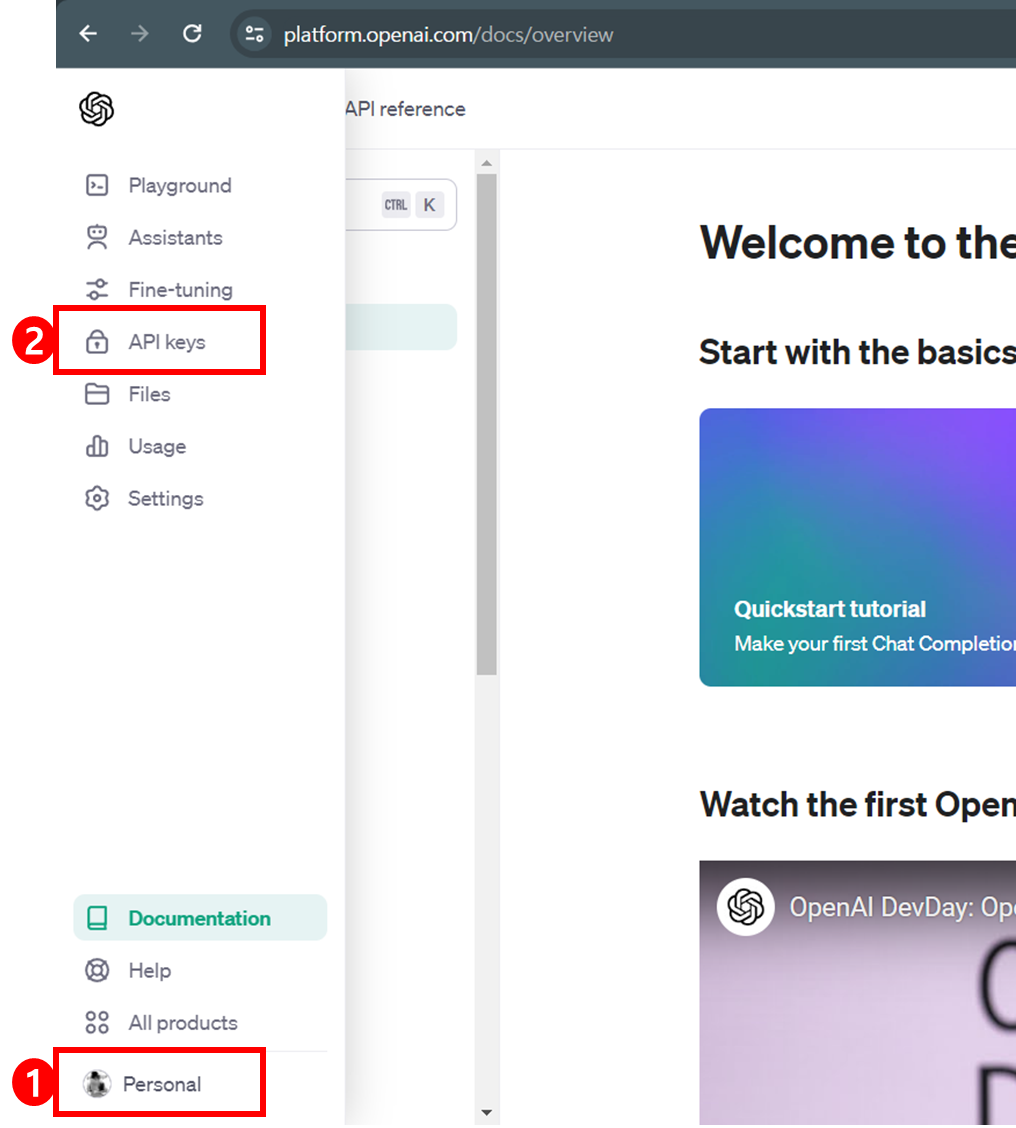 platform.openai.com/docs/overview
API reference
Playground
CTRL K
Assistants
Fine-tuning
2
API keys
Files
Usage
Settings
Documentation
Help
All products
1
Personal
Welcome to the
Start with the basics
Quickstart tutorial
Make your first Chat Completion
Watch the first Open
OpenAI DevDay: Ope